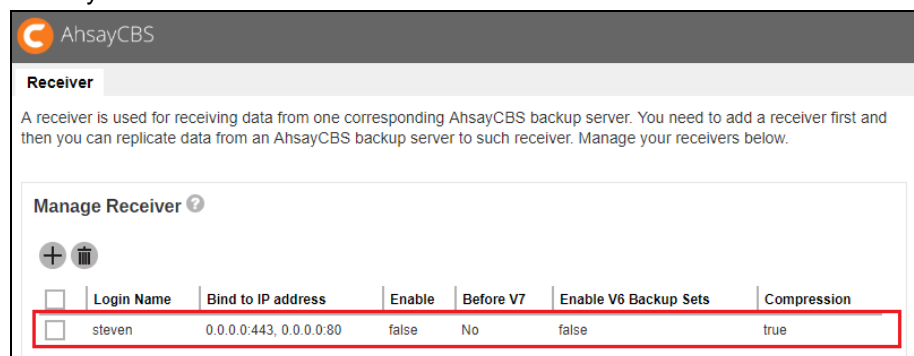 AhsayCBS
Receiver
A receiver is used for receiving data from one corresponding AhsayCBS backup server. You need to add a receiver first and
then you can replicate data from an AhsayCBS backup server to such receiver. Manage your receivers below.
Manage Receiver ?
Login Name Bind to IP address Enable Before V7 Enable V6 Backup Sets Compression
steven 0.0.0.0:443, 0.0.0.0:80 false No false true